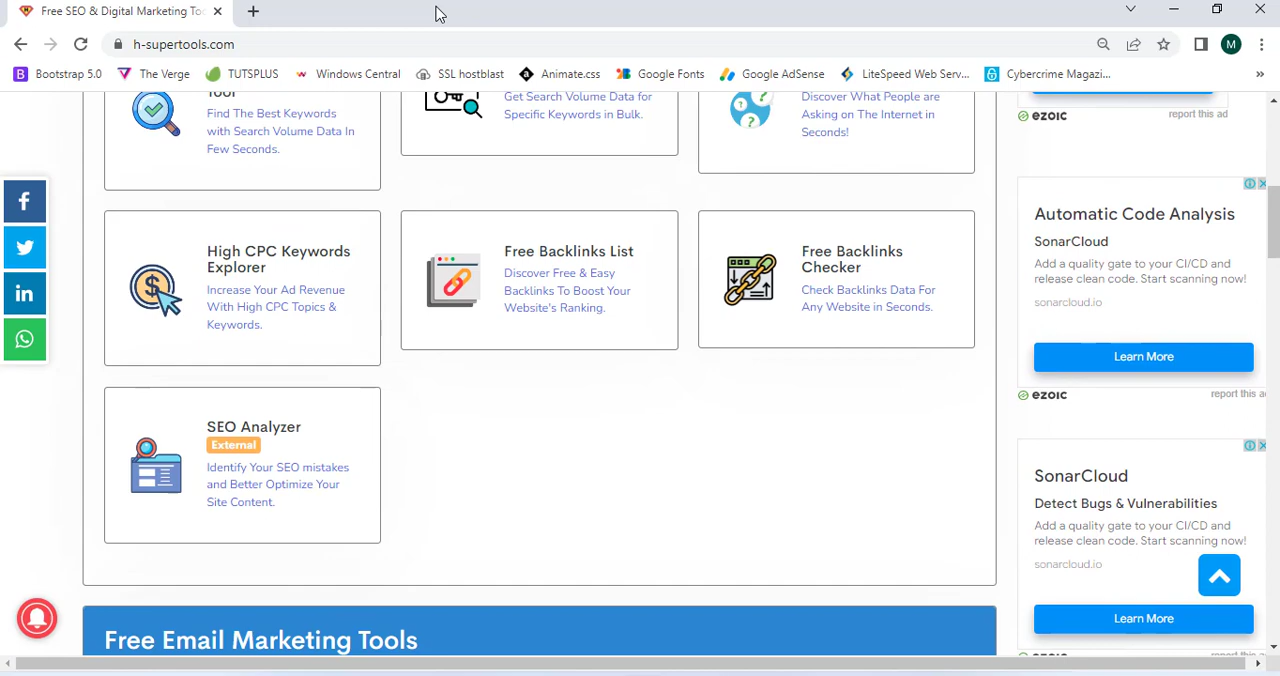 Free SEO & Digital Marketing To
h-supertools.com
M
B Bootstrap 5.0
The Verge
TUTSPLUS
Windows Central
SSL hostblast
Animate.css
Google Fonts
Google AdSense
LiteSpeed Web Serv...
Cybercrime Magazi...
»
Tool
Find The Best Keywords
with Search Volume Data In
Few Seconds.
Get Search Volume Data for
Specific Keywords in Bulk.
Discover What People are
Asking on The Internet in
Seconds!
High CPC Keywords
Explorer
Increase Your Ad Revenue
With High CPC Topics &
Keywords.
Free Backlinks List
Discover Free & Easy
Backlinks To Boost Your
Website's Ranking.
Free Backlinks
Checker
Check Backlinks Data For
Any Website in Seconds.
SEO Analyzer
External
Identify Your SEO mistakes
and Better Optimize Your
Site Content.
Free Email Marketing Tools
ezoic
report this ad
Automatic Code Analysis
SonarCloud
Add a quality gate to your CI/CD and
release clean code. Start scanning now!
sonarcloud.io
Learn More
ezoic
report this ad
SonarCloud
Detect Bugs & Vulnerabilities
Add a quality gate to your CI/CD and
release clean code. Start scanning now!
sonarcloud.io
Learn More